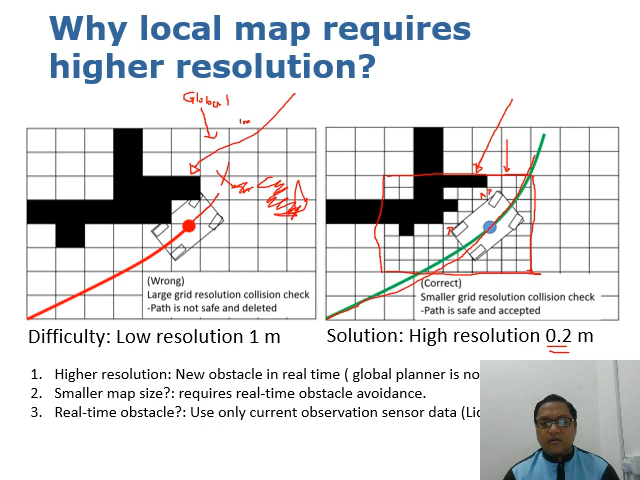 Why local map requires
higher resolution?
Global
1m
(Wrong)
Large grid resolution collision check
-Path is not safe and deleted
(Correct)
Smaller grid resolution collision check
-Path is safe and accepted
Difficulty: Low resolution 1 m
Solution: High resolution 0.2 m
1. Higher resolution: New obstacle in real time ( global planner is no
2. Smaller map size?: requires real-time obstacle avoidance.
3. Real-time obstacle?: Use only current observation sensor data